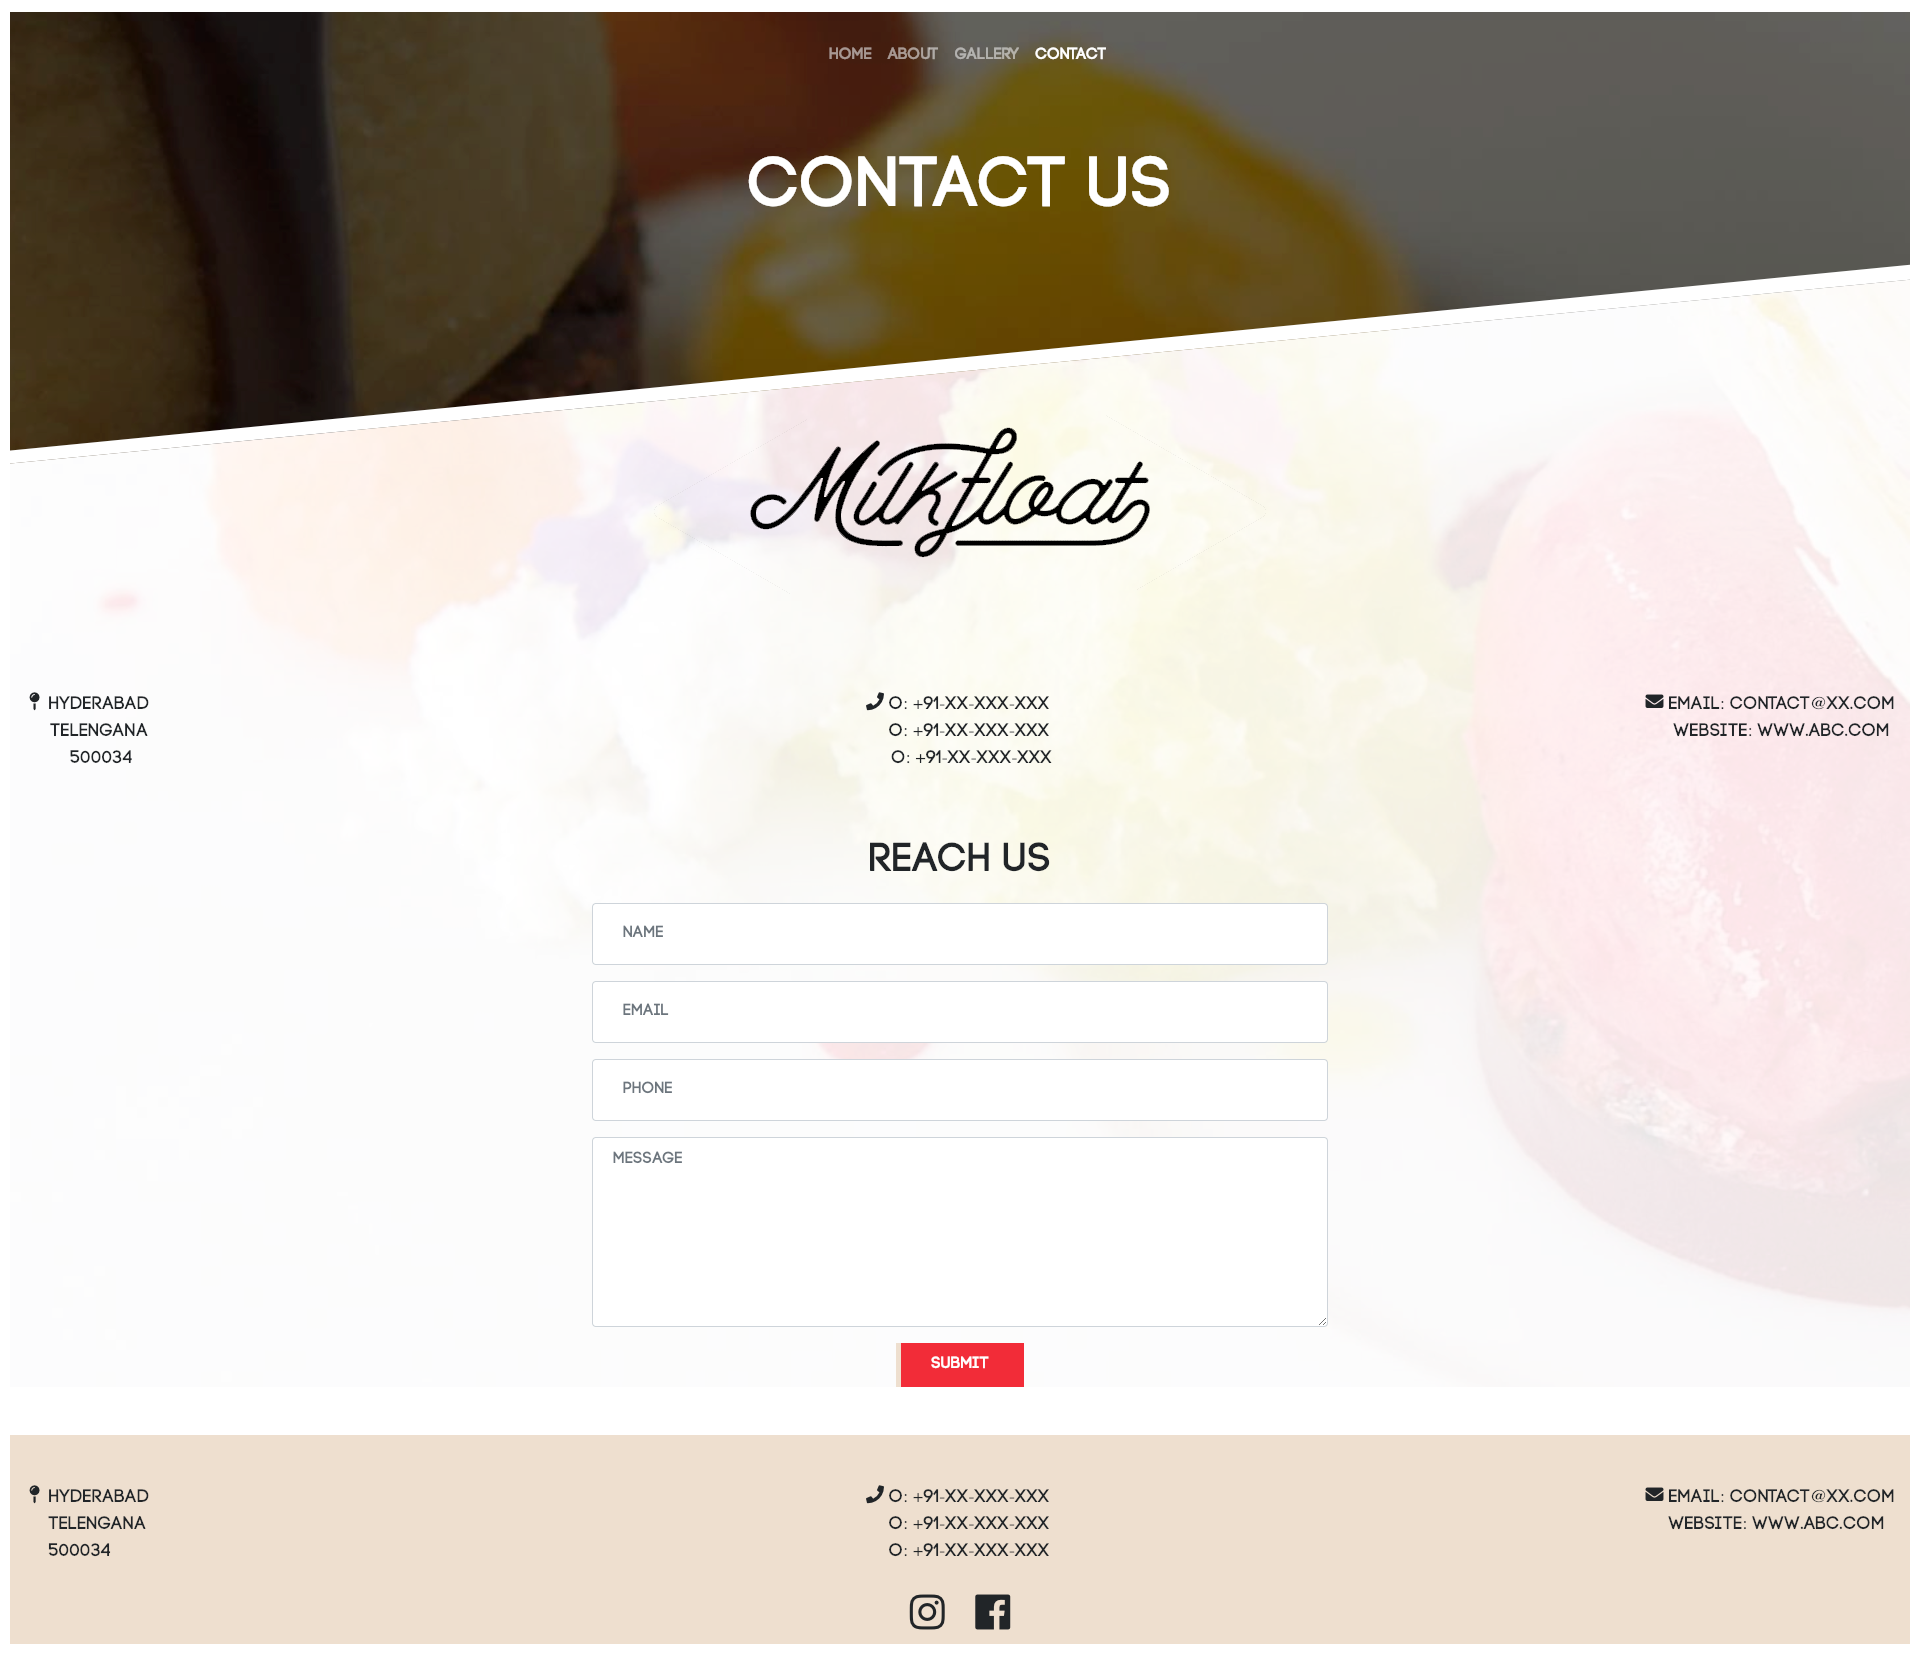 HOME ABOUT GALLERY CONTACT
CONTACT US
Milkfloat
HYDERABAD
TELENGANA
500034
O: +91-XX-XXX-XXX
O: +91-XX-XXX-XXX
O: +91-XX-XXX-XXX
EMAIL: CONTACT@XX.COM
WEBSITE: WWW.ABC.COM
REACH US
NAME
EMAIL
PHONE
MESSAGE
SUBMIT
HYDERABAD
TELENGANA
500034
O: +91-XX-XXX-XXX
O: +91-XX-XXX-XXX
O: +91-XX-XXX-XXX
EMAIL: CONTACT@XX.COM
WEBSITE: WWW.ABC.COM